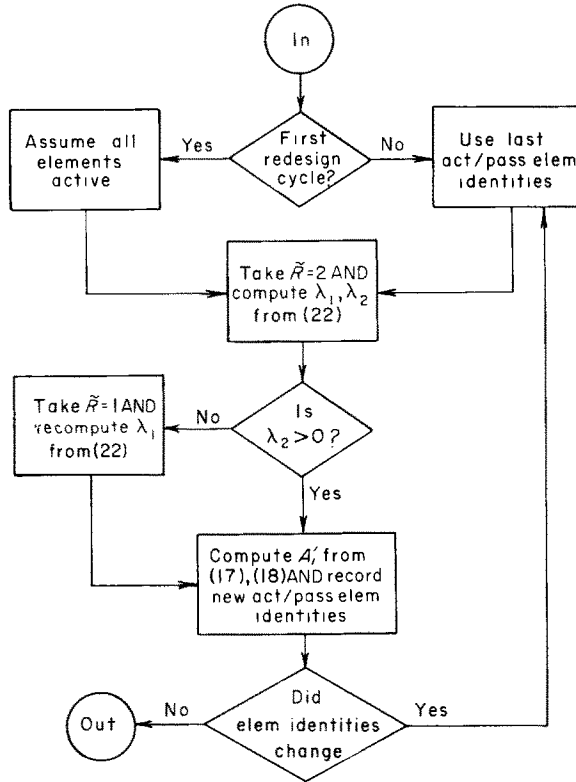 In
First
redesign
cycle?
Yes
No
Assume all
elements
active
Use last
act/pass elem
identities
Take R̃=2 AND
compute λ₁, λ₂
from (22)
Is
λ₂>0?
No
Yes
Take R̃=1 AND
recompute λ₁
from (22)
Compute A′ᵢ from
(17), (18) AND record
new act/pass elem
identities
Did
elem identities
change
No
Yes
Out